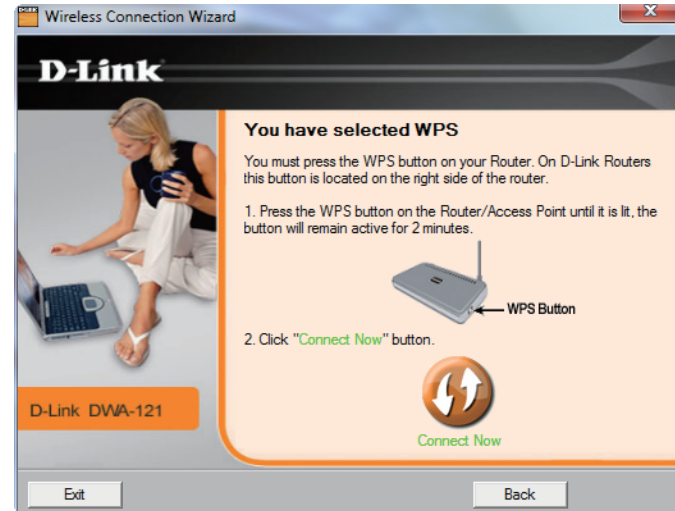 Wireless Connection Wizard
D-Link
You have selected WPS
You must press the WPS button on your Router. On D-Link Routers
this button is located on the right side of the router.
1. Press the WPS button on the Router/Access Point until it is lit, the
button will remain active for 2 minutes.
WPS Button
2. Click "Connect Now" button.
Connect Now
D-Link DWA-121
Exit
Back